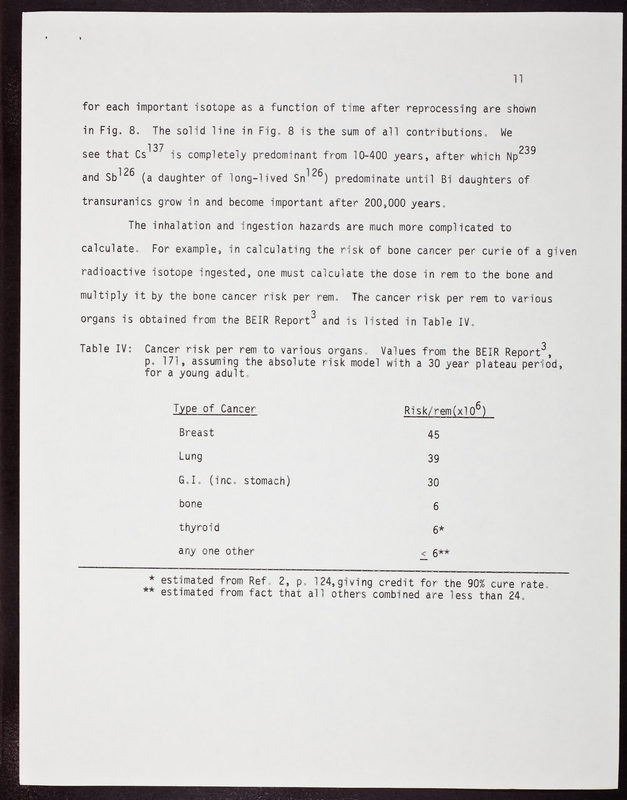 11
for each important isotope as a function of time after reprocessing are shown
in Fig. 8. The solid line in Fig. 8 is the sum of all contributions. We
see that Cs137 is completely predominant from 10-400 years, after which Np239
and Sb126 (a daughter of long-lived Sn126) predominate until Bi daughters of
transuranics grow in and become important after 200,000 years.
The inhalation and ingestion hazards are much more complicated to
calculate. For example, in calculating the risk of bone cancer per curie of a given
radioactive isotope ingested, one must calculate the dose in rem to the bone and
multiply it by the bone cancer risk per rem. The cancer risk per rem to various
organs is obtained from the BEIR Report3 and is listed in Table IV.
Table IV: Cancer risk per rem to various organs. Values from the BEIR Report3,
p. 171, assuming the absolute risk model with a 30 year plateau period,
for a young adult.
Type of Cancer Risk/rem(x106)
Breast 45
Lung 39
G.I. (inc. stomach) 30
bone 6
thyroid 6*
any one other ≤ 6**
* estimated from Ref. 2, p. 124,giving credit for the 90% cure rate.
** estimated from fact that all others combined are less than 24.